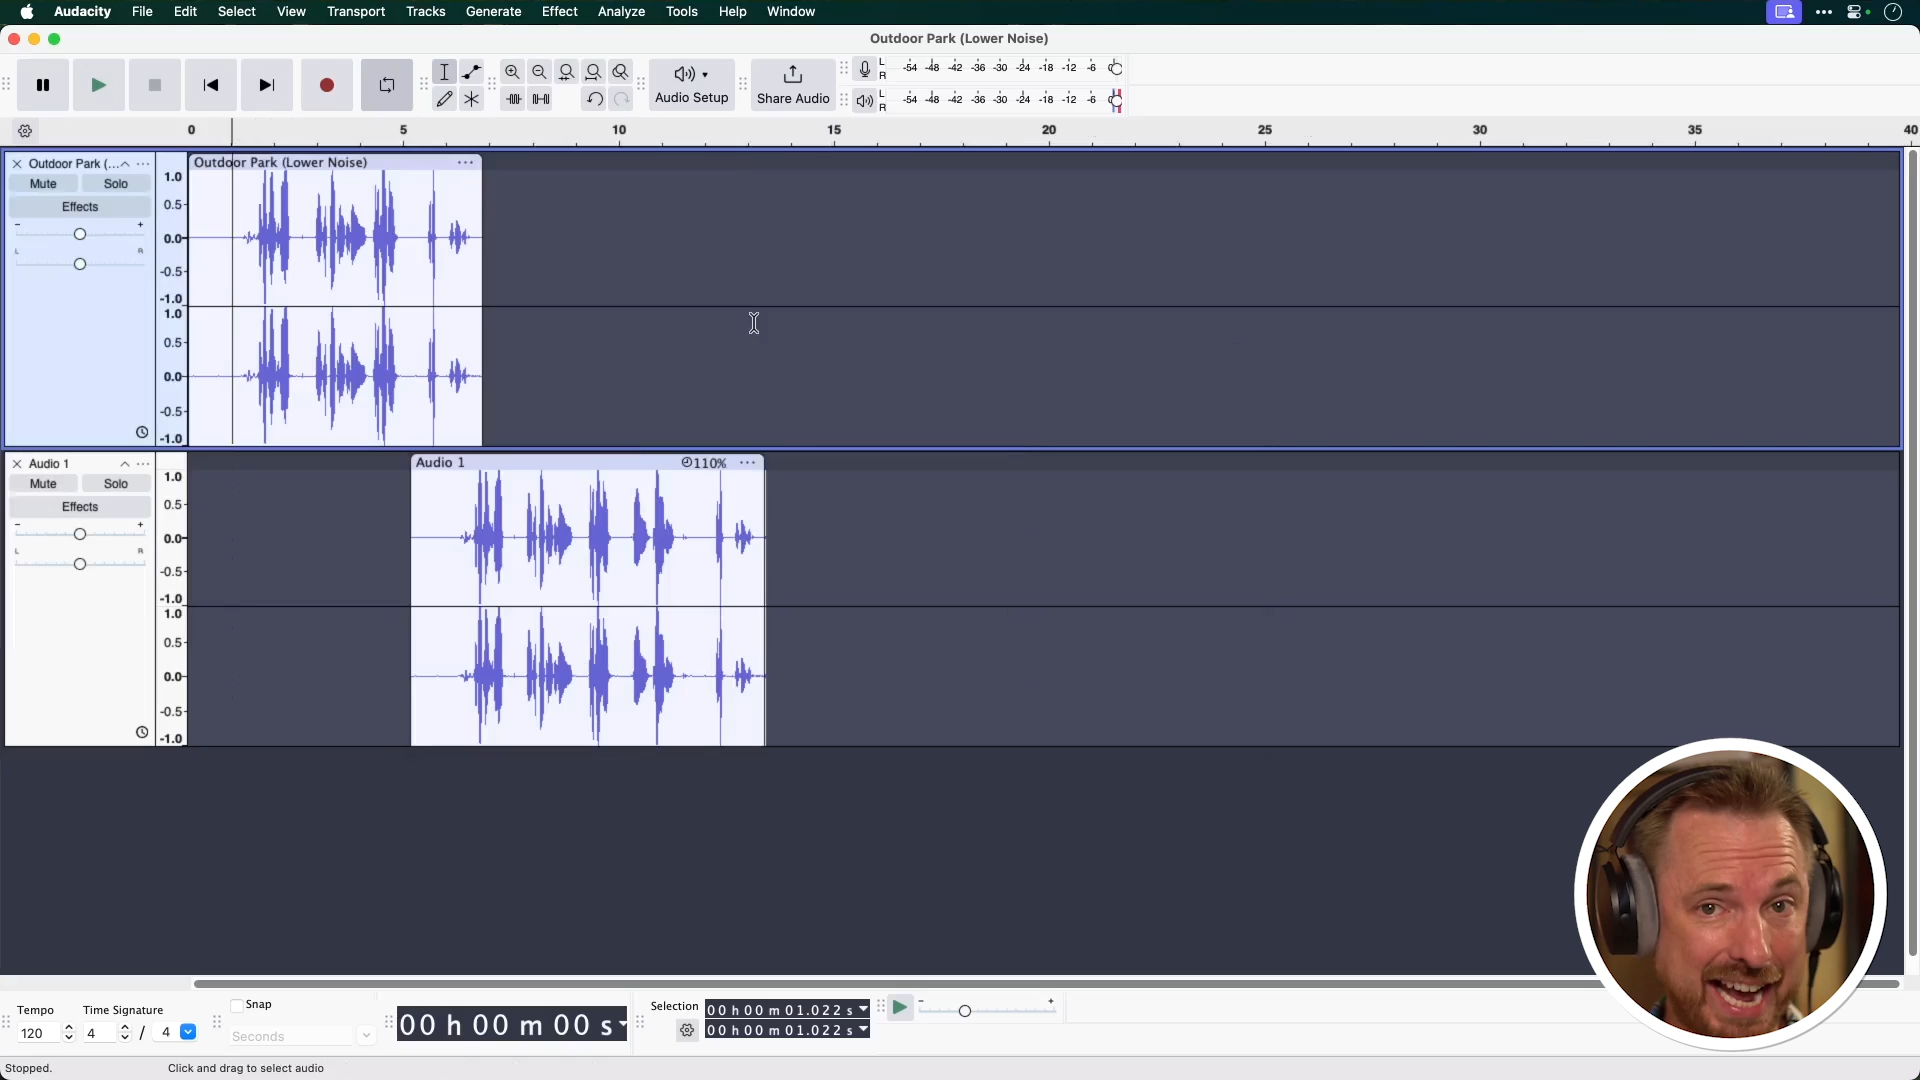 Audacity File Edit Select View Transport Tracks Generate Effect Analyze Tools Help Window
Outdoor Park (Lower Noise)
Audio Setup
Share Audio
L
R
-54 -48 -42 -36 -30 -24 -18 -12 -6
L
R
-54 -48 -42 -36 -30 -24 -18 -12 -6
0 5 10 15 20 25 30 35 40
Outdoor Park (...
Mute Solo
Effects
- +
L R
1.0
0.5
0.0
-0.5
-1.0
1.0
0.5
0.0
-0.5
-1.0
Outdoor Park (Lower Noise)
Audio 1
Mute Solo
Effects
- +
L R
1.0
0.5
0.0
-0.5
-1.0
1.0
0.5
0.0
-0.5
-1.0
Audio 1 110%
Tempo
120
Time Signature
4 / 4
Snap
Seconds
00 h 00 m 00 s
Selection
00 h 00 m 01.022 s
00 h 00 m 01.022 s
- +
Stopped.
Click and drag to select audio